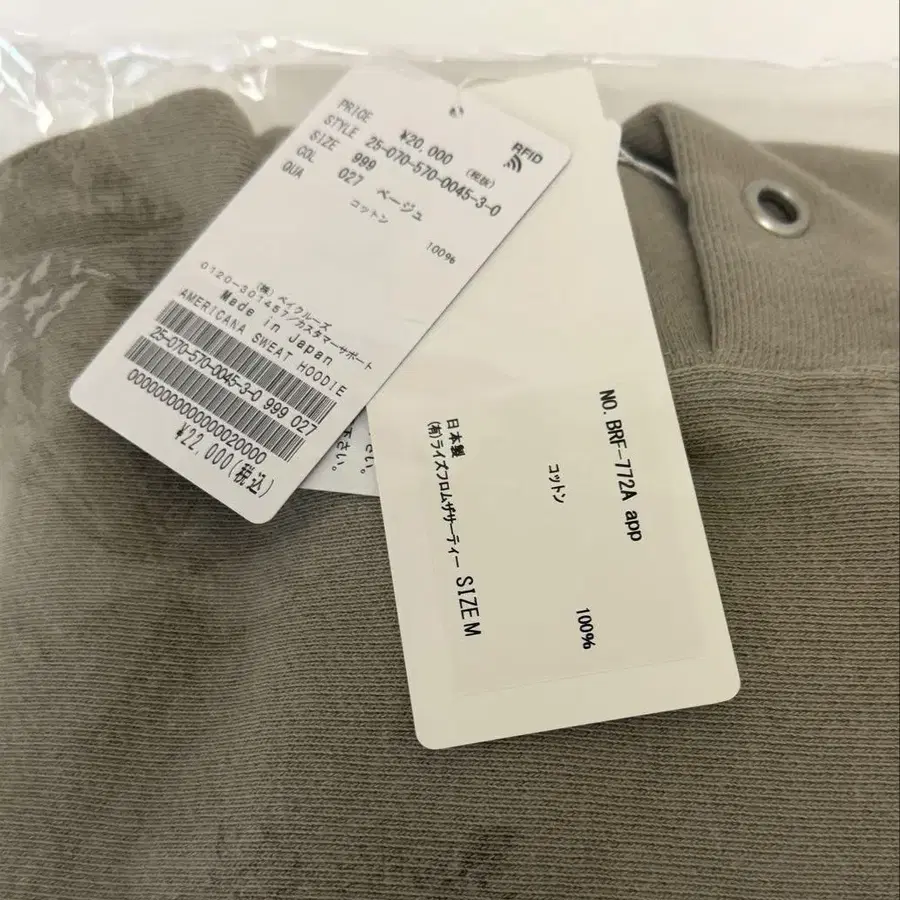 PRICE ¥20,000 (税抜)
STYLE 25-070-570-0045-3-0
SIZE 999
COL 027 ベージュ
QUA コットン 100%
RFID
(株) ベイクルーズ
0120-301457/カスタマーサポート
Made in Japan
AMERICANA SWEAT HOODIE
25-070-570-0045-3-0 999 027
¥22,000(税込)
下さい。
NO. BRF-772A app
コットン 100%
日本製
(有)ライズフロムザサーティー SIZE M